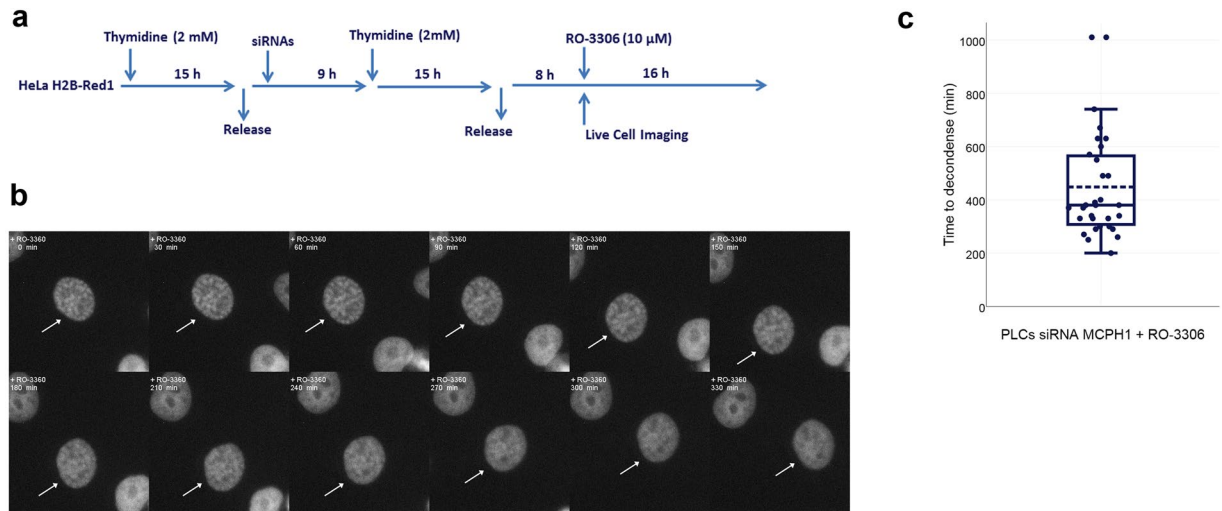 a
Thymidine (2 mM)
siRNAs
Thymidine (2mM)
RO-3306 (10 µM)
HeLa H2B-Red1
15 h
9 h
15 h
8 h
16 h
Release
Release
Live Cell Imaging
b
+ RO-3360
0 min
+ RO-3360
30 min
+ RO-3360
60 min
+ RO-3360
90 min
+ RO-3360
120 min
+ RO-3360
150 min
+ RO-3360
180 min
+ RO-3360
210 min
+ RO-3360
240 min
+ RO-3360
270 min
+ RO-3360
300 min
+ RO-3360
330 min
c
Time to decondense (min)
1000
800
600
400
200
0
PLCs siRNA MCPH1 + RO-3306